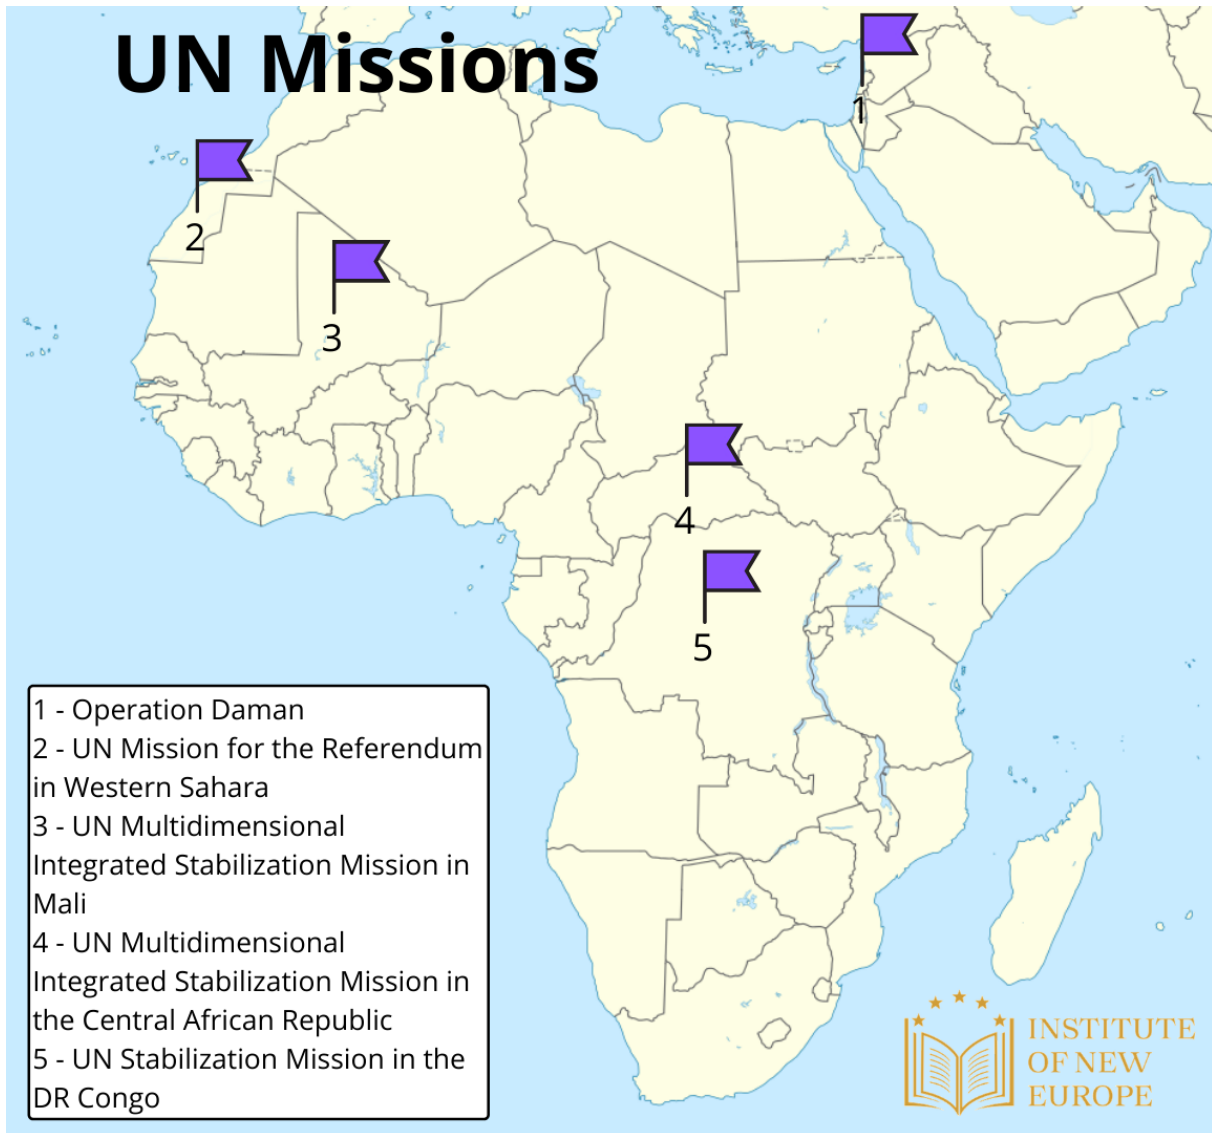 UN Missions
1
2
3
4
5
1 - Operation Daman
2 - UN Mission for the Referendum
in Western Sahara
3 - UN Multidimensional
Integrated Stabilization Mission in
Mali
4 - UN Multidimensional
Integrated Stabilization Mission in
the Central African Republic
5 - UN Stabilization Mission in the
DR Congo
INSTITUTE
OF NEW
EUROPE